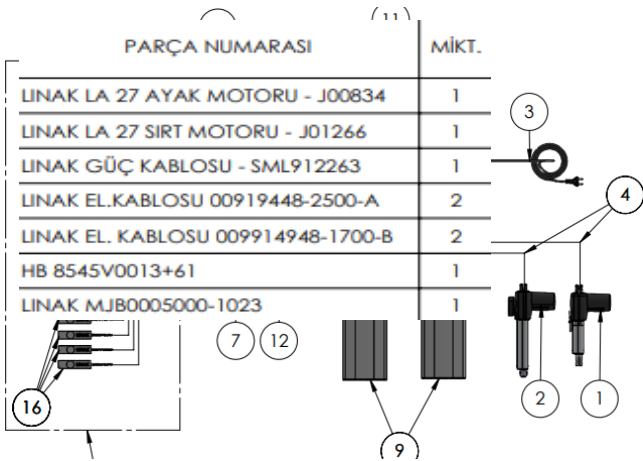 (11)
PARÇA NUMARASI MİKT.
LINAK LA 27 AYAK MOTORU - J00834 1
LINAK LA 27 SIRT MOTORU - J01266 1
LINAK GÜÇ KABLOSU - SML912263 1
LINAK EL.KABLOSU 00919448-2500-A 2
LINAK EL. KABLOSU 009914948-1700-B 2
HB 8545V0013+61 1
LINAK MJB0005000-1023 1
3
4
7 12
2 1
16
9